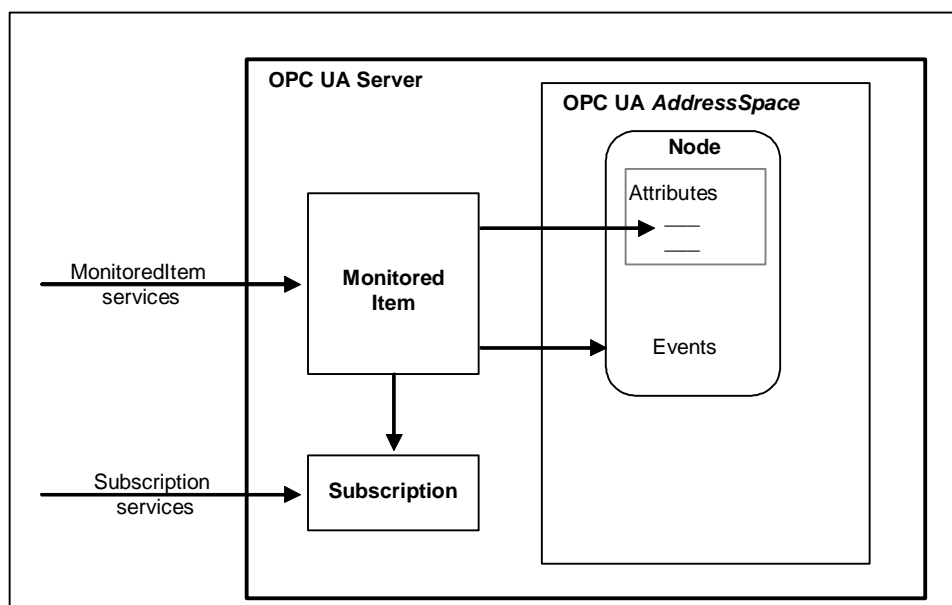 OPC UA Server
OPC UA AddressSpace
Node
Attributes
MonitoredItem
services
Monitored
Item
Events
Subscription
services
Subscription